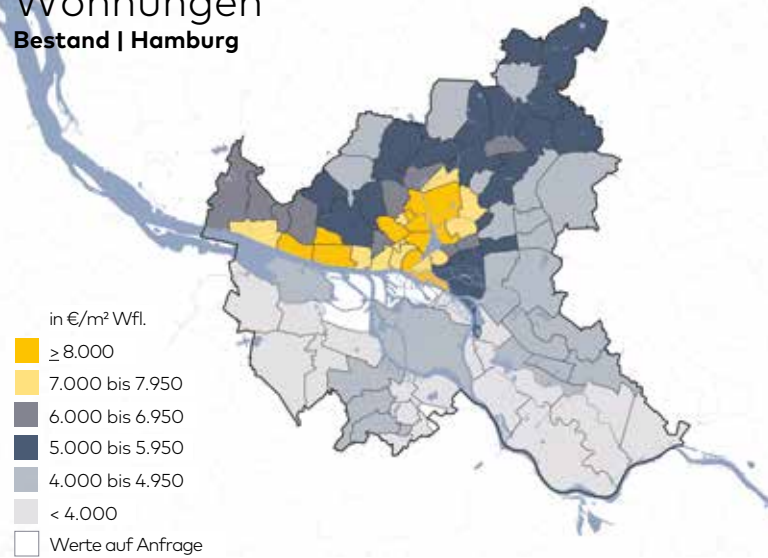 Wohnungen
Bestand | Hamburg
in €/m² Wfl.
≥ 8.000
7.000 bis 7.950
6.000 bis 6.950
5.000 bis 5.950
4.000 bis 4.950
< 4.000
Werte auf Anfrage